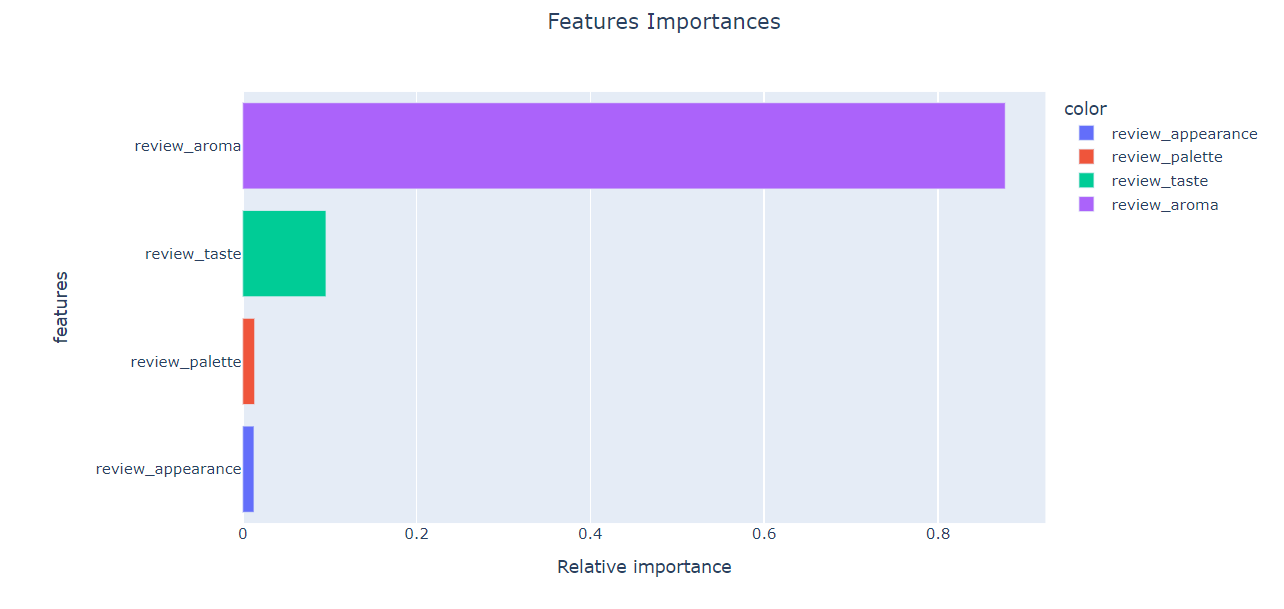 Features Importances
review_aroma
review_taste
review_palette
review_appearance
features
0 0.2 0.4 0.6 0.8
Relative importance
color
review_appearance
review_palette
review_taste
review_aroma